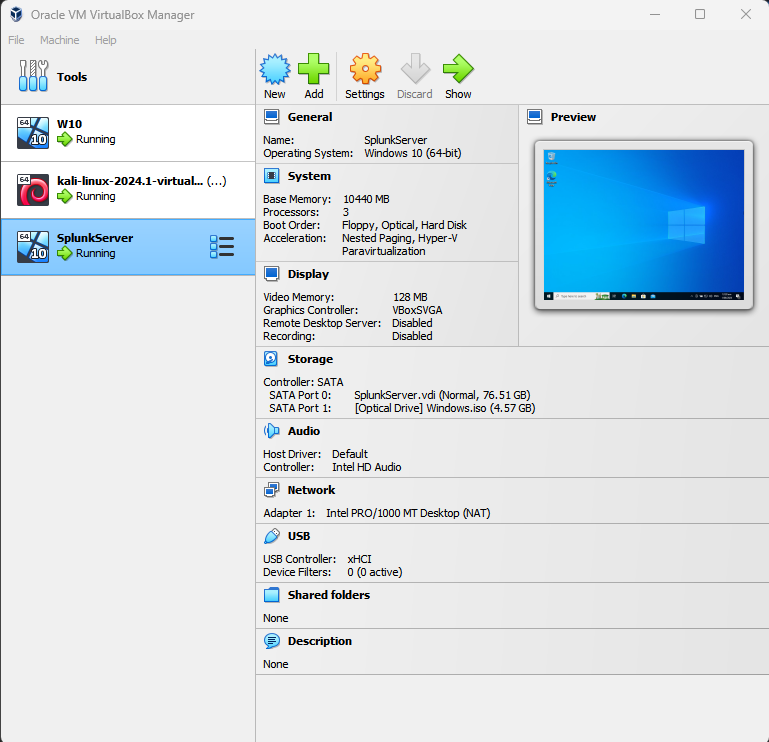 Oracle VM VirtualBox Manager
File Machine Help
Tools
New Add Settings Discard Show
64
10
W10
Running
64
kali-linux-2024.1-virtual... (...)
Running
64
10
SplunkServer
Running
General
Name: SplunkServer
Operating System: Windows 10 (64-bit)
System
Base Memory: 10440 MB
Processors: 3
Boot Order: Floppy, Optical, Hard Disk
Acceleration: Nested Paging, Hyper-V
Paravirtualization
Display
Video Memory: 128 MB
Graphics Controller: VBoxSVGA
Remote Desktop Server: Disabled
Recording: Disabled
Preview
Storage
Controller: SATA
SATA Port 0: SplunkServer.vdi (Normal, 76.51 GB)
SATA Port 1: [Optical Drive] Windows.iso (4.57 GB)
Audio
Host Driver: Default
Controller: Intel HD Audio
Network
Adapter 1: Intel PRO/1000 MT Desktop (NAT)
USB
USB Controller: xHCI
Device Filters: 0 (0 active)
Shared folders
None
Description
None